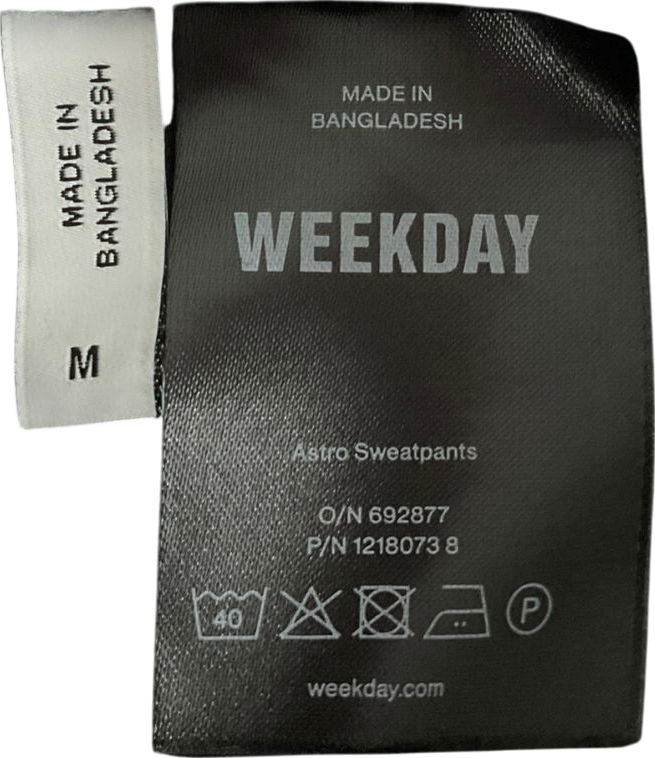 MADE IN
BANGLADESH
M
MADE IN
BANGLADESH
WEEKDAY
Astro Sweatpants
O/N 692877
P/N 1218073 8
40
P
weekday.com